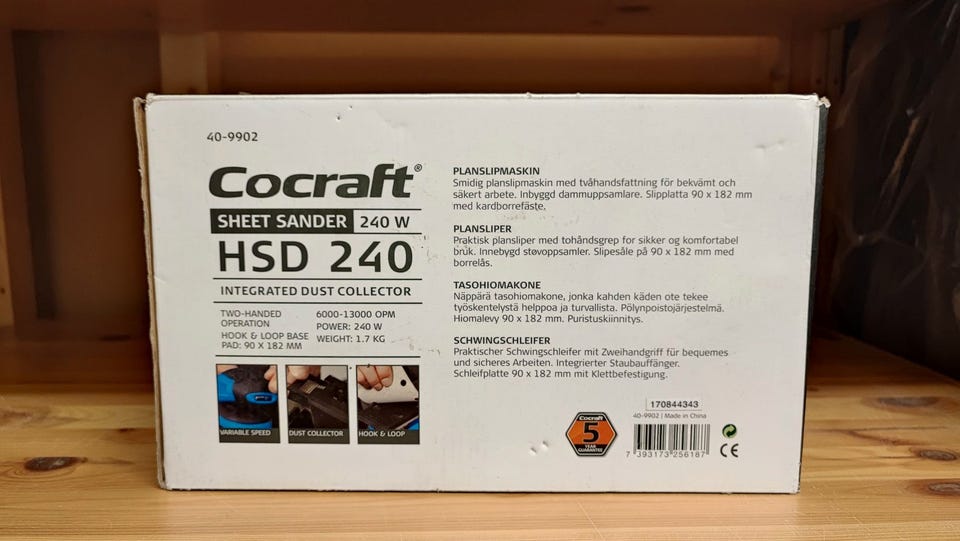 40-9902
Cocraft®
SHEET SANDER 240 W
HSD 240
INTEGRATED DUST COLLECTOR
TWO-HANDED
OPERATION
HOOK & LOOP BASE
PAD: 90 X 182 MM
6000-13000 OPM
POWER: 240 W
WEIGHT: 1.7 KG
VARIABLE SPEED
DUST COLLECTOR
HOOK & LOOP
PLANSLIPMASKIN
Smidig planslipmaskin med tvåhandsfattning för bekvämt och
säkert arbete. Inbyggd dammuppsamlare. Slipplatta 90 x 182 mm
med kardborrefäste.
PLANSLIPER
Praktisk plansliper med tohåndsgrep for sikker og komfortabel
bruk. Innebygd støvoppsamler. Slipesåle på 90 x 182 mm med
borrelås.
TASOHIOMAKONE
Näppärä tasohiomakone, jonka kahden käden ote tekee
työskentelystä helppoa ja turvallista. Pölynpoistojärjestelmä.
Hiomalevy 90 x 182 mm. Puristuskiinnitys.
SCHWINGSCHLEIFER
Praktischer Schwingschleifer mit Zweihandgriff für bequemes
und sicheres Arbeiten. Integrierter Staubauffänger.
Schleifplatte 90 x 182 mm mit Klettbefestigung.
Cocraft
5
YEAR
GUARANTEE
170844343
40-9902 | Made in China
7 393173 256187
CE